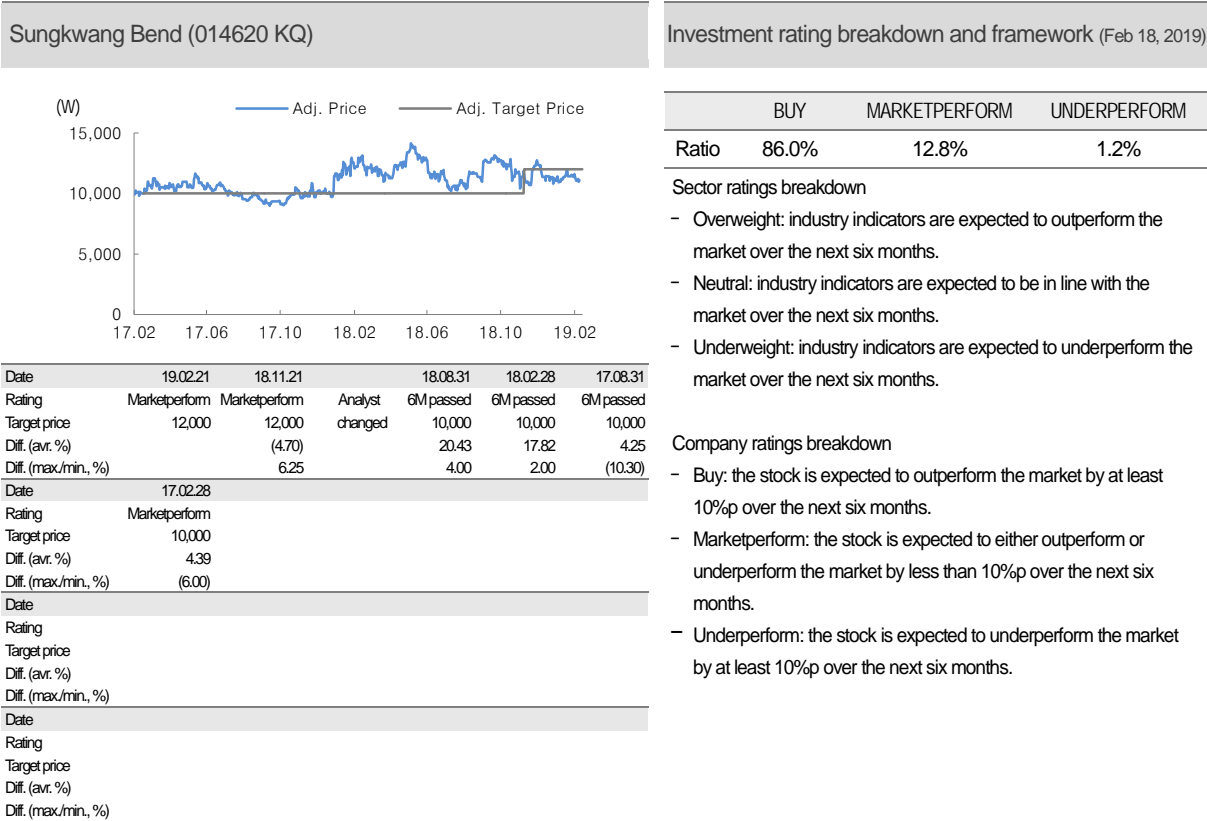 Sungkwang Bend (014620 KQ)
(W)
Adj. Price
Adj. Target Price
15,000
10,000
5,000
0
17.02 17.06 17.10 18.02 18.06 18.10 19.02
Date 19.02.21 18.11.21 18.08.31 18.02.28 17.08.31
Rating Marketperform Marketperform Analyst 6M passed 6M passed 6M passed
Target price 12,000 12,000 changed 10,000 10,000 10,000
Diff. (avr. %) (4.70) 20.43 17.82 4.25
Diff. (max./min., %) 6.25 4.00 2.00 (10.30)
Date 17.02.28
Rating Marketperform
Target price 10,000
Diff. (avr. %) 4.39
Diff. (max./min., %) (6.00)
Date
Rating
Target price
Diff. (avr. %)
Diff. (max./min., %)
Date
Rating
Target price
Diff. (avr. %)
Diff. (max./min., %)
Investment rating breakdown and framework (Feb 18, 2019)
BUY MARKETPERFORM UNDERPERFORM
Ratio 86.0% 12.8% 1.2%
Sector ratings breakdown
− Overweight: industry indicators are expected to outperform the
market over the next six months.
− Neutral: industry indicators are expected to be in line with the
market over the next six months.
− Underweight: industry indicators are expected to underperform the
market over the next six months.
Company ratings breakdown
− Buy: the stock is expected to outperform the market by at least
10%p over the next six months.
− Marketperform: the stock is expected to either outperform or
underperform the market by less than 10%p over the next six
months.
− Underperform: the stock is expected to underperform the market
by at least 10%p over the next six months.